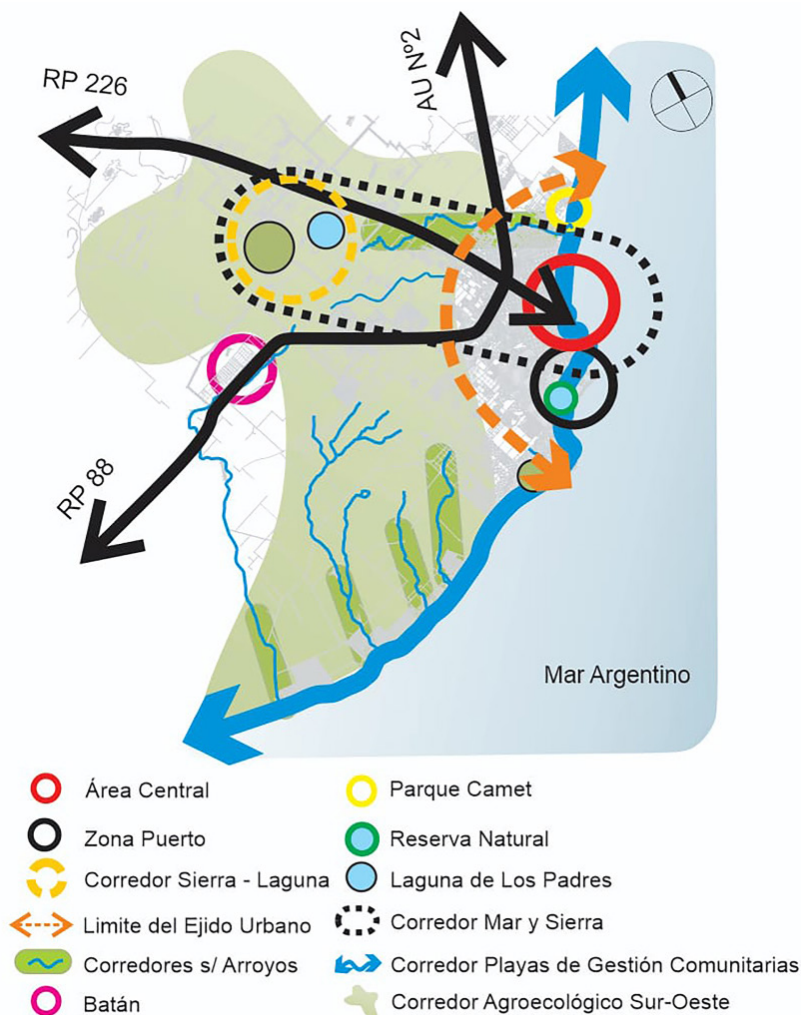 RP 226
AU Nº2
RP 88
Mar Argentino
Área Central
Parque Camet
Zona Puerto
Reserva Natural
Corredor Sierra - Laguna
Laguna de Los Padres
Limite del Ejido Urbano
Corredor Mar y Sierra
Corredores s/ Arroyos
Corredor Playas de Gestión Comunitarias
Batán
Corredor Agroecológico Sur-Oeste